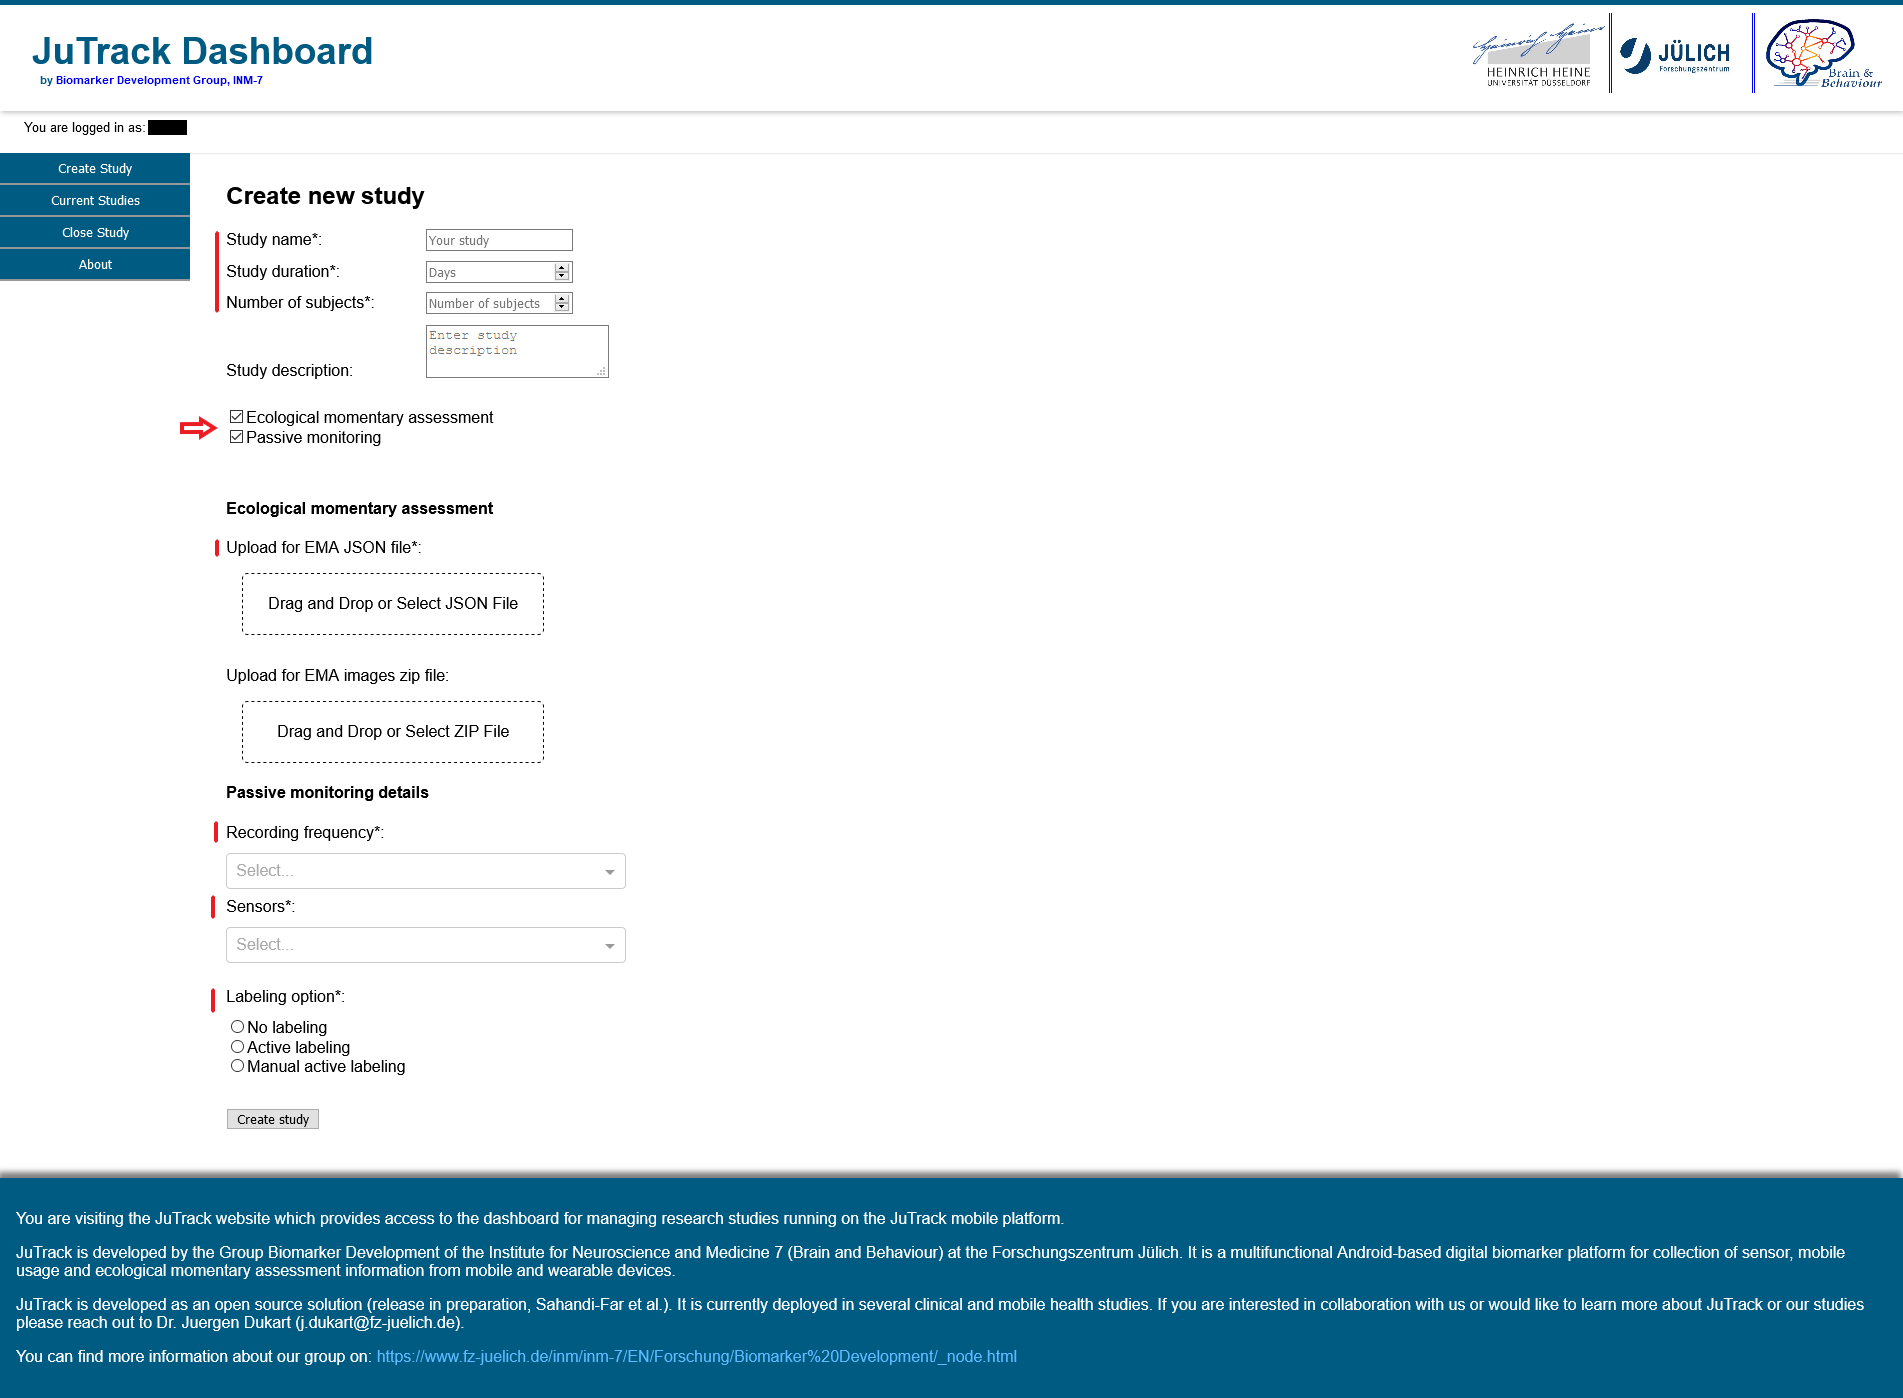 JuTrack Dashboard
by Biomarker Development Group, INM-7
HEINRICH HEINE
UNIVERSITÄT DÜSSELDORF
JÜLICH
Forschungszentrum
Brain &
Behaviour
You are logged in as:
Create Study
Current Studies
Close Study
About
Create new study
Study name*:
Your study
Study duration*:
Days
Number of subjects*:
Number of subjects
Enter study
description
Study description:
Ecological momentary assessment
Passive monitoring
Ecological momentary assessment
Upload for EMA JSON file*:
Drag and Drop or Select JSON File
Upload for EMA images zip file:
Drag and Drop or Select ZIP File
Passive monitoring details
Recording frequency*:
Select...
Sensors*:
Select...
Labeling option*:
No labeling
Active labeling
Manual active labeling
Create study
You are visiting the JuTrack website which provides access to the dashboard for managing research studies running on the JuTrack mobile platform.
JuTrack is developed by the Group Biomarker Development of the Institute for Neuroscience and Medicine 7 (Brain and Behaviour) at the Forschungszentrum Jülich. It is a multifunctional Android-based digital biomarker platform for collection of sensor, mobile
usage and ecological momentary assessment information from mobile and wearable devices.
JuTrack is developed as an open source solution (release in preparation, Sahandi-Far et al.). It is currently deployed in several clinical and mobile health studies. If you are interested in collaboration with us or would like to learn more about JuTrack or our studies
please reach out to Dr. Juergen Dukart (j.dukart@fz-juelich.de).
You can find more information about our group on: https://www.fz-juelich.de/inm/inm-7/EN/Forschung/Biomarker%20Development/_node.html